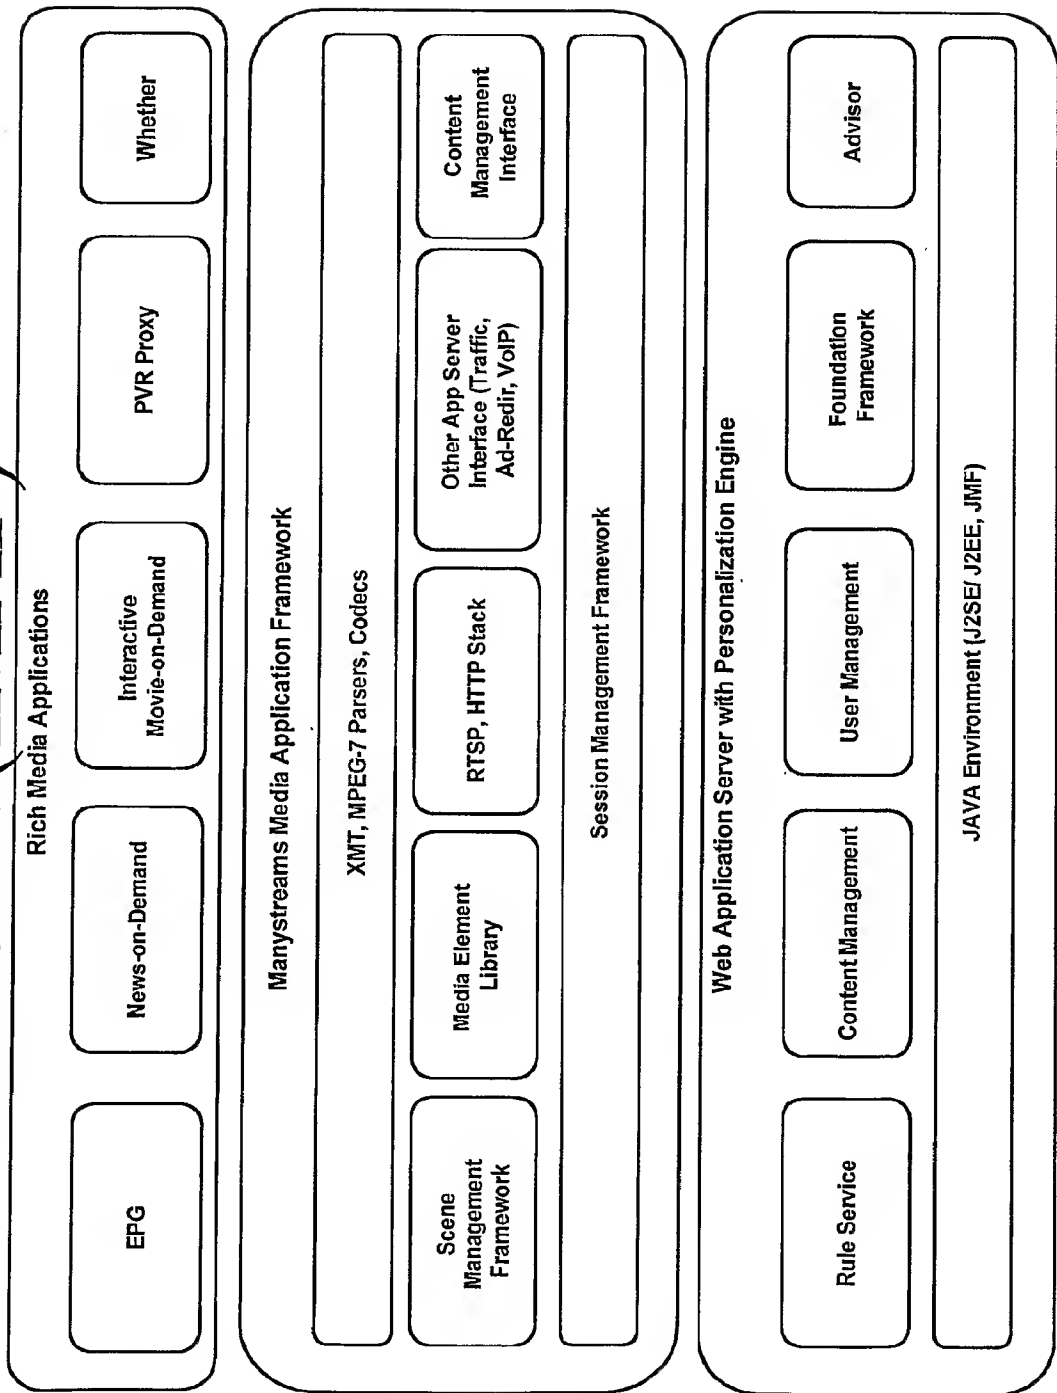 Rich Media Applications
EPG
News-on-Demand
Interactive
Movie-on-Demand
PVR Proxy
Whether
Manystreams Media Application Framework
XMT, MPEG-7 Parsers, Codecs
Scene
Management
Framework
Media Element
Library
RTSP, HTTP Stack
Other App Server
Interface (Traffic,
Ad-Redir, VoIP)
Content
Management
Interface
Session Management Framework
Web Application Server with Personalization Engine
Rule Service
Content Management
User Management
Foundation
Framework
Advisor
JAVA Environment (J2SE/ J2EE, JMF)